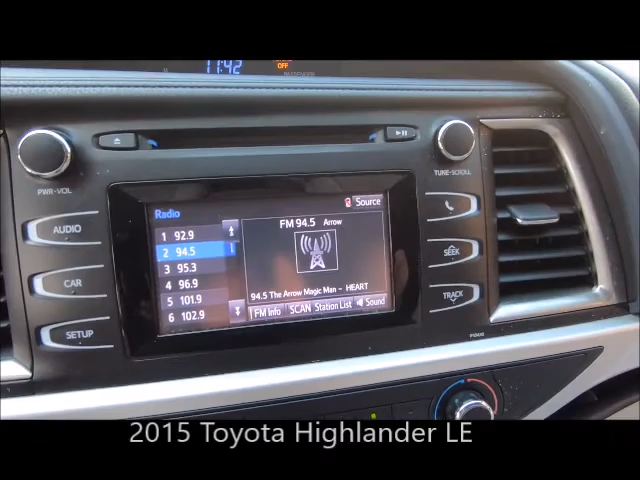 11:42
OFF
PASSENGER
PWR·VOL
TUNE·SCROLL
AUDIO
CAR
SETUP
SEEK
TRACK
Radio
Source
1 92.9
2 94.5
3 95.3
4 96.9
5 101.9
6 102.9
FM 94.5 Arrow
94.5 The Arrow Magic Man - HEART
FM Info SCAN Station List Sound
2015 Toyota Highlander LE